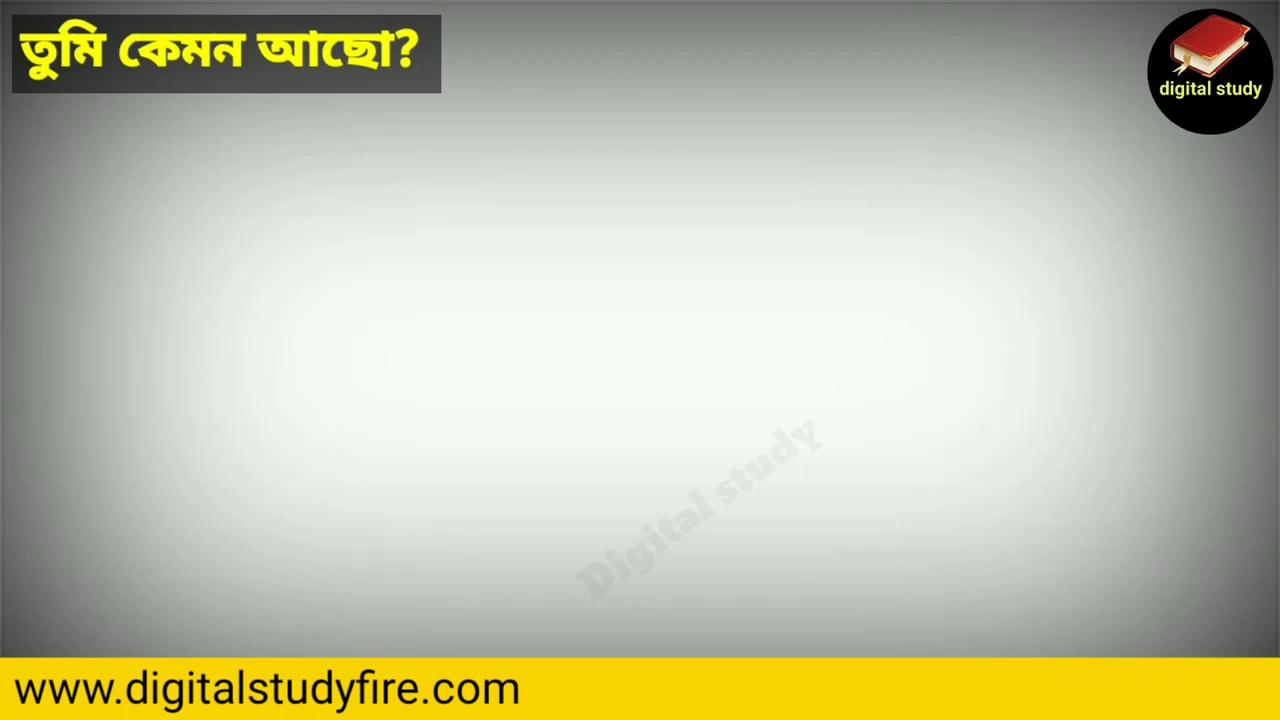 তুমি কেমন আছো?
digital study
Digital study
www.digitalstudyfire.com